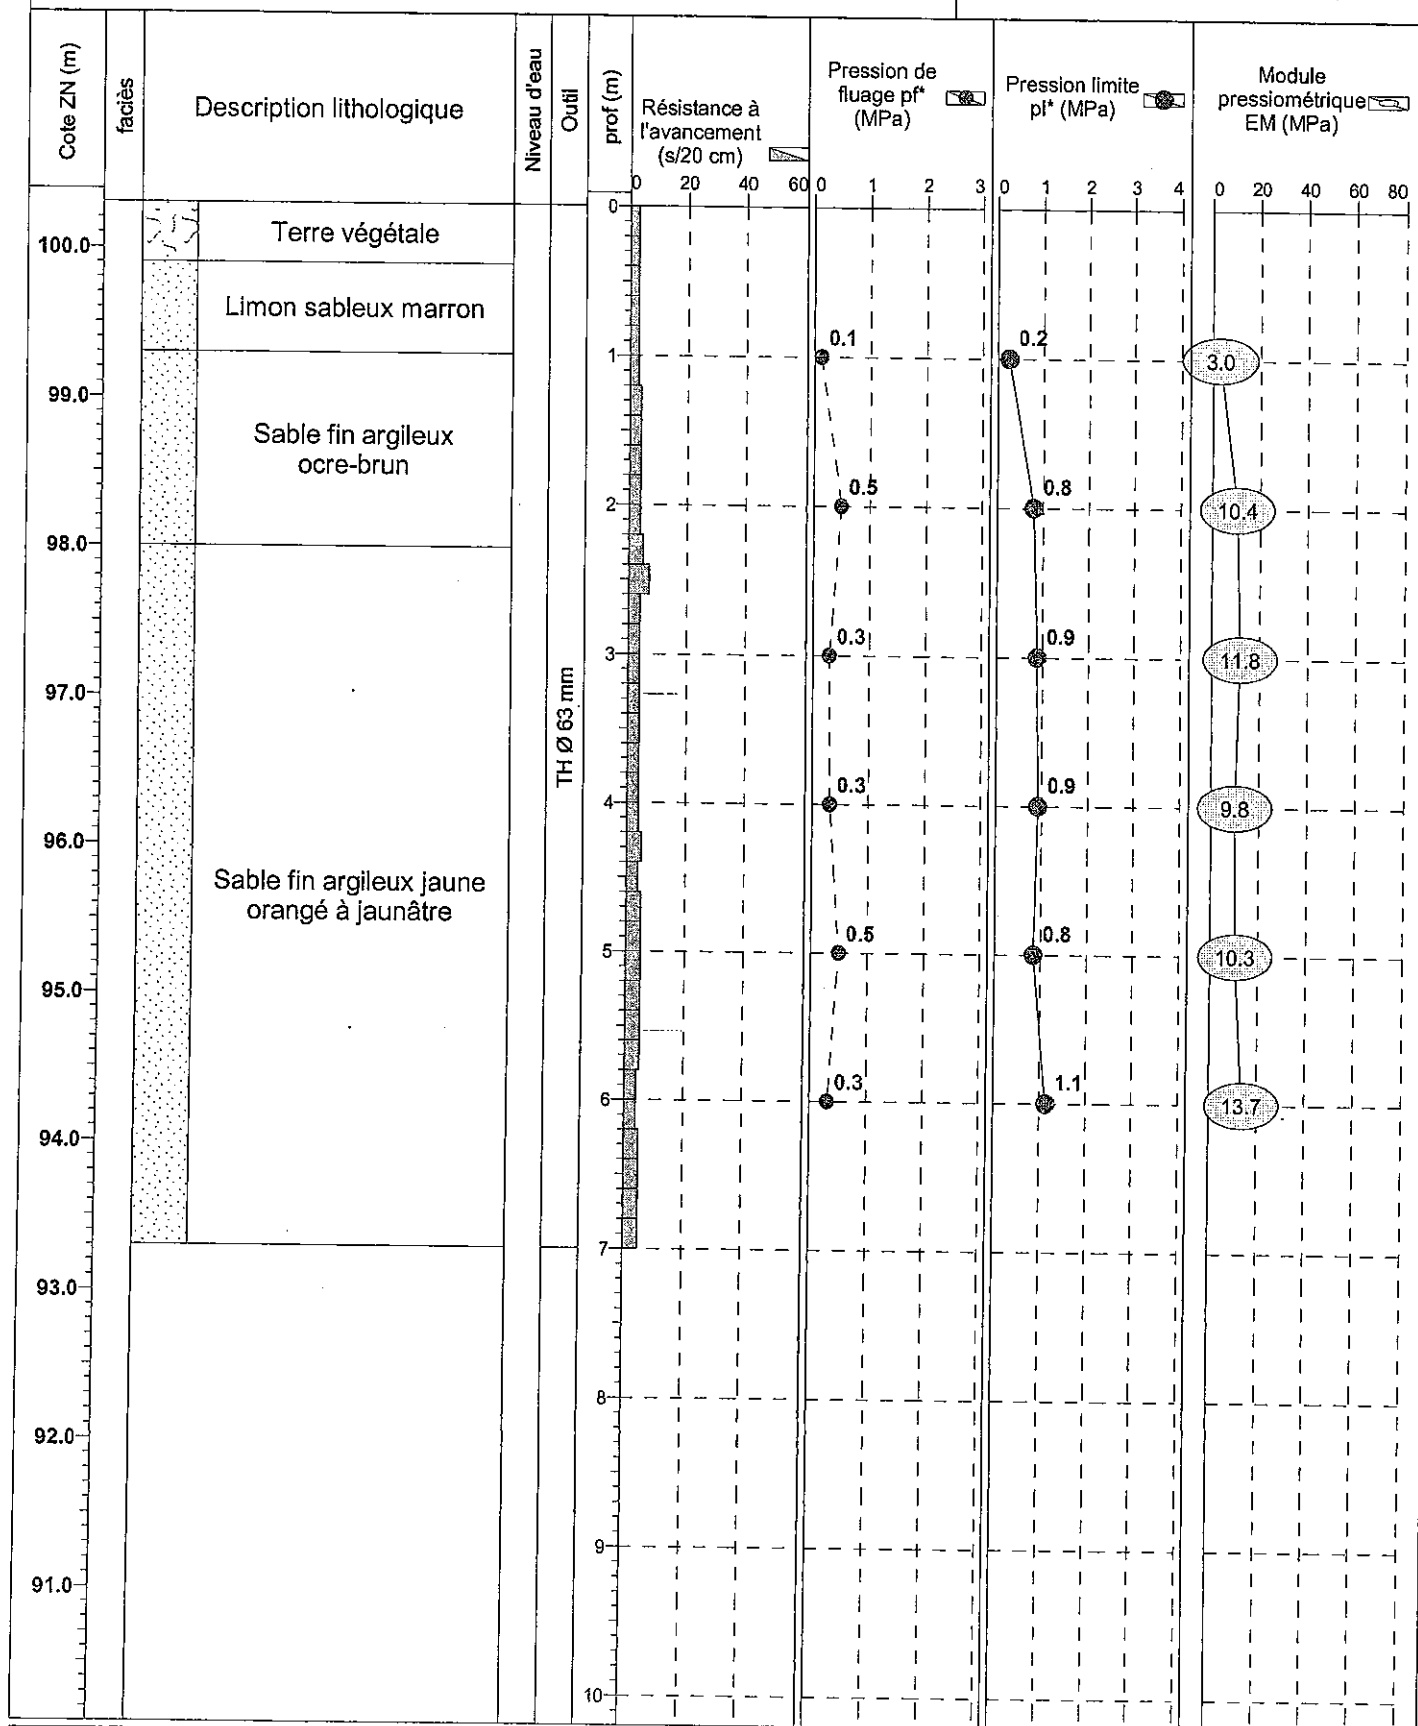 Cote ZN (m)
faciès
Description lithologique
Niveau d'eau
Outil
prof (m)
Résistance à
l'avancement
(s/20 cm)
0 20 40 60
Pression de
fluage pf*
(MPa)
0 1 2 3
Pression limite
pl* (MPa)
0 1 2 3 4
Module
pressiométrique
EM (MPa)
0 20 40 60 80
0
100.0
Terre végétale
Limon sableux marron
1
0.1
0.2
3.0
99.0
Sable fin argileux
ocre-brun
2
0.5
0.8
10.4
98.0
3
0.3
0.9
11.8
97.0
TH Ø 63 mm
4
0.3
0.9
9.8
96.0
Sable fin argileux jaune
orangé à jaunâtre
5
0.5
0.8
10.3
95.0
6
0.3
1.1
13.7
94.0
7
93.0
8
92.0
9
91.0
10